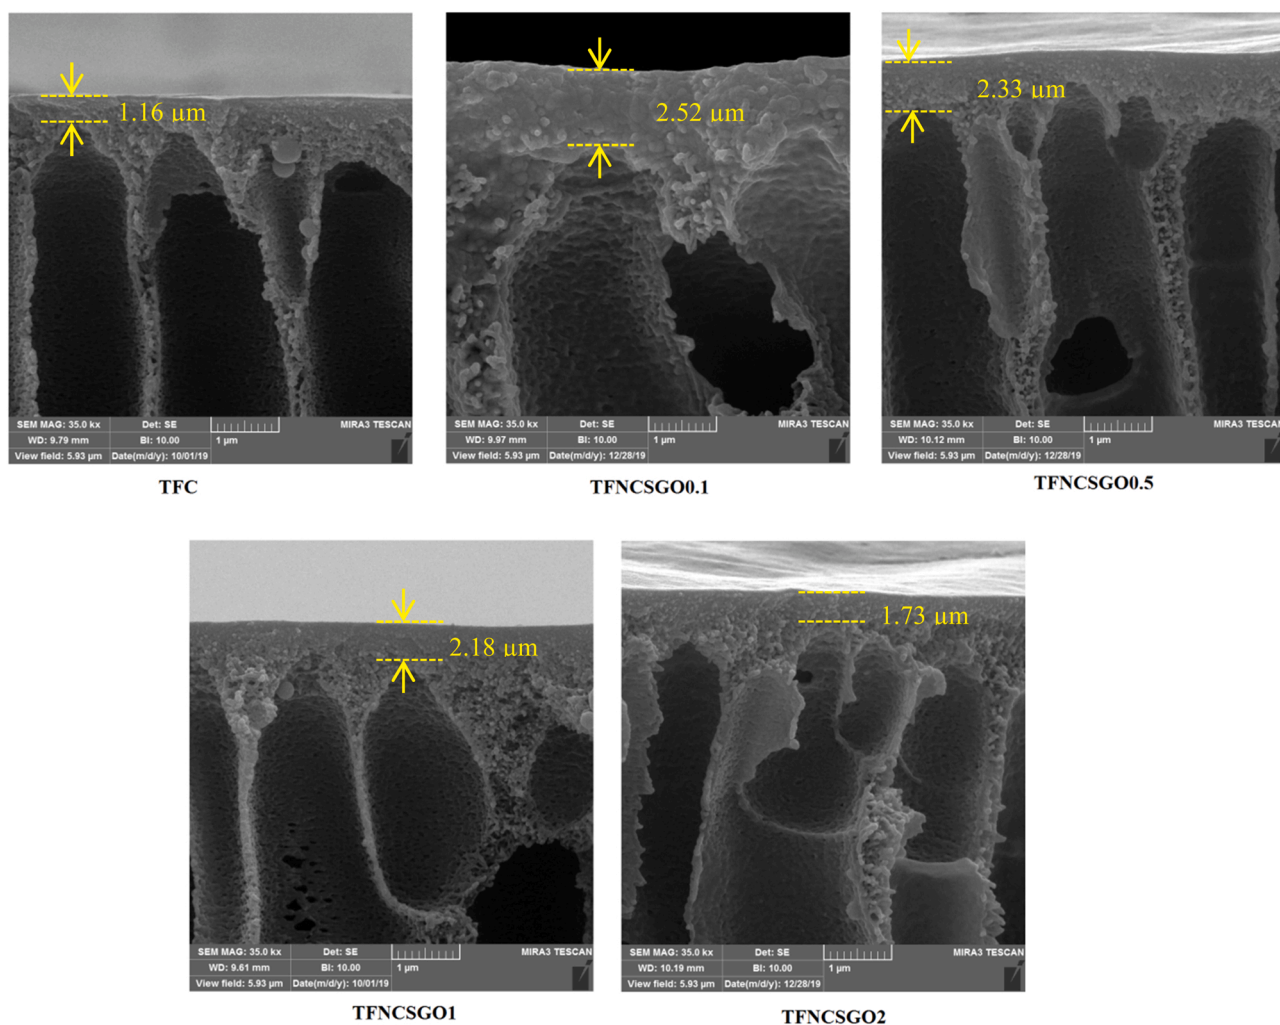 1.16 µm
SEM MAG: 35.0 kx Det: SE MIRA3 TESCAN
WD: 9.79 mm BI: 10.00 1 µm
View field: 5.93 µm Date(m/d/y): 10/01/19
TFC
2.52 µm
SEM MAG: 35.0 kx Det: SE MIRA3 TESCAN
WD: 9.97 mm BI: 10.00 1 µm
View field: 5.93 µm Date(m/d/y): 12/28/19
TFNCSGO0.1
2.33 µm
SEM MAG: 35.0 kx Det: SE MIRA3 TESCAN
WD: 10.12 mm BI: 10.00 1 µm
View field: 5.93 µm Date(m/d/y): 12/28/19
TFNCSGO0.5
2.18 µm
SEM MAG: 35.0 kx Det: SE MIRA3 TESCAN
WD: 9.61 mm BI: 10.00 1 µm
View field: 5.93 µm Date(m/d/y): 10/01/19
TFNCSGO1
1.73 µm
SEM MAG: 35.0 kx Det: SE MIRA3 TESCAN
WD: 10.19 mm BI: 10.00 1 µm
View field: 5.93 µm Date(m/d/y): 12/28/19
TFNCSGO2